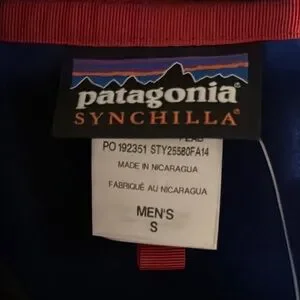 patagonia®
SYNCHILLA®
PO 192351 STY25580FA14
MADE IN NICARAGUA
FABRIQUÉ AU NICARAGUA
MEN'S
S